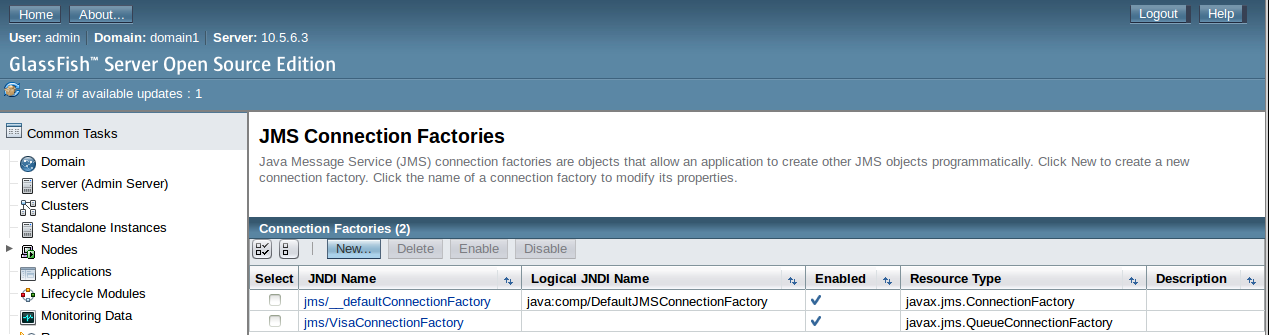 Home About... Logout Help
User: admin Domain: domain1 Server: 10.5.6.3
GlassFish™ Server Open Source Edition
Total # of available updates : 1
Common Tasks
Domain
server (Admin Server)
Clusters
Standalone Instances
Nodes
Applications
Lifecycle Modules
Monitoring Data
JMS Connection Factories
Java Message Service (JMS) connection factories are objects that allow an application to create other JMS objects programmatically. Click New to create a new
connection factory. Click the name of a connection factory to modify its properties.
Connection Factories (2)
New... Delete Enable Disable
Select JNDI Name Logical JNDI Name Enabled Resource Type Description
jms/__defaultConnectionFactory java:comp/DefaultJMSConnectionFactory javax.jms.ConnectionFactory
jms/VisaConnectionFactory javax.jms.QueueConnectionFactory